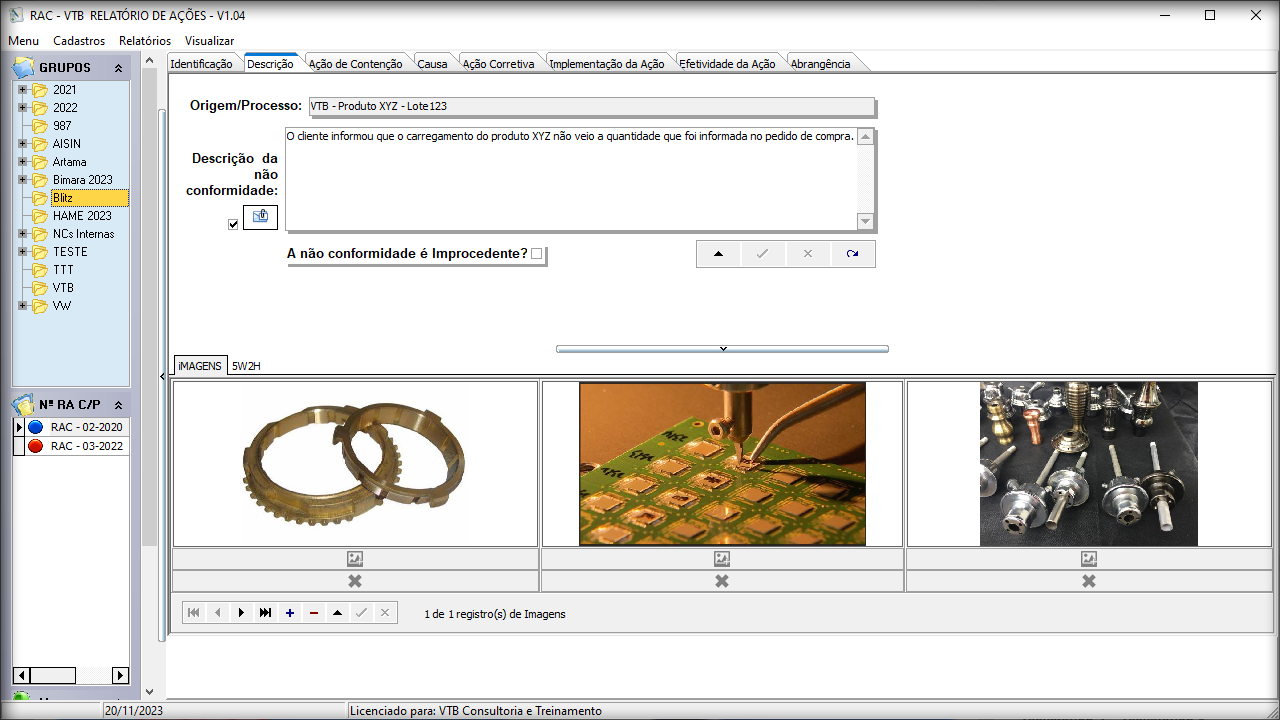 RAC - VTB RELATÓRIO DE AÇÕES - V1.04
Menu Cadastros Relatórios Visualizar
GRUPOS
2021
2022
987
AISIN
Artama
Bimara 2023
Blitz
HAME 2023
NCs Internas
TESTE
TTT
VTB
VW
Nº RA C/P
RAC - 02-2020
RAC - 03-2022
Identificação Descrição Ação de Contenção Causa Ação Corretiva Implementação da Ação Efetividade da Ação Abrangência
Origem/Processo: VTB - Produto XYZ - Lote123
Descrição da
não
conformidade:
O cliente informou que o carregamento do produto XYZ não veio a quantidade que foi informada no pedido de compra.
A não conformidade é Improcedente?
iMAGENS 5W2H
1 de 1 registro(s) de Imagens
20/11/2023 Licenciado para: VTB Consultoria e Treinamento